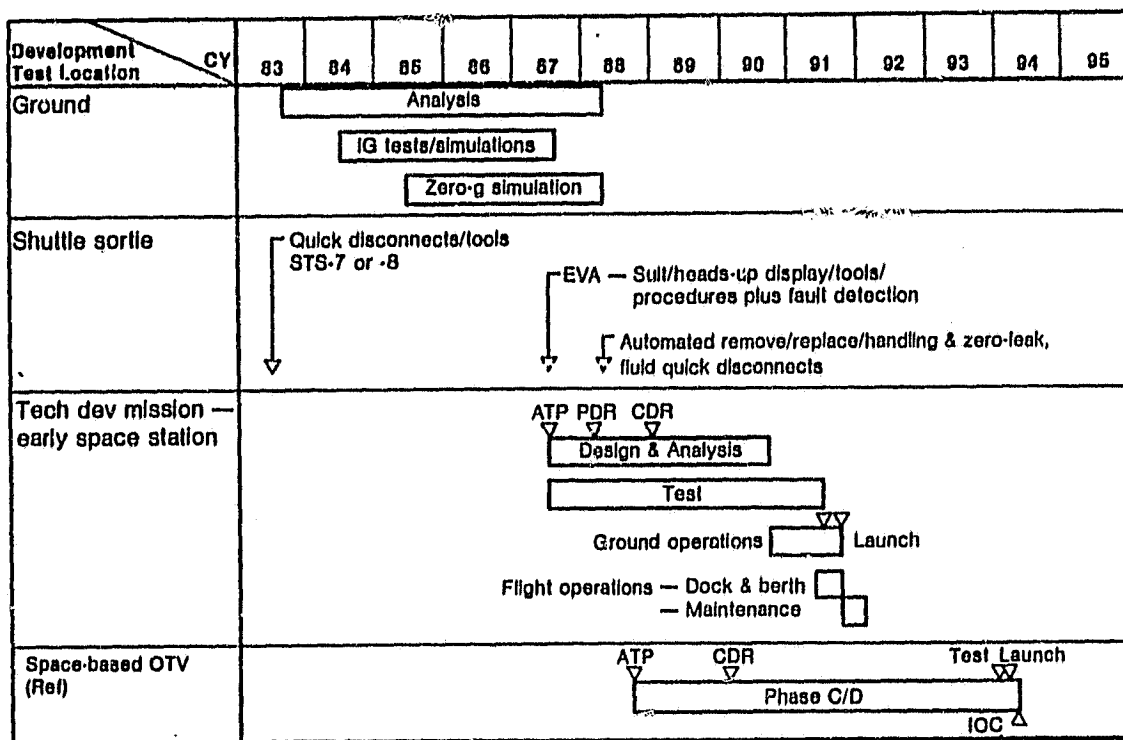 Development
Test Location
CY
83 84 85 86 87 88 89 90 91 92 93 94 95
Ground
Analysis
IG tests/simulations
Zero-g simulation
Shuttle sortie
Quick disconnects/tools
STS-7 or -8
EVA — Suit/heads-up display/tools/
procedures plus fault detection
Automated remove/replace/handling & zero-leak,
fluid quick disconnects
Tech dev mission —
early space station
ATP PDR CDR
Design & Analysis
Test
Ground operations
Launch
Flight operations — Dock & berth
— Maintenance
Space-based OTV
(Ref)
ATP CDR Test Launch
Phase C/D
IOC